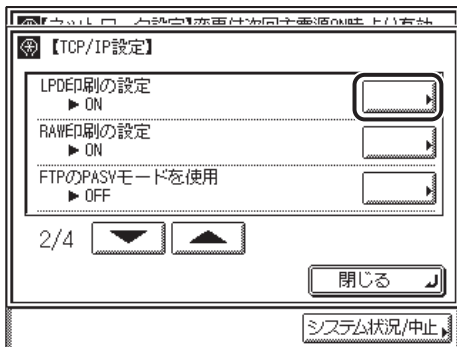 【TCP/IP設定】
LPD印刷の設定
▶ ON
RAW印刷の設定
▶ ON
FTPのPASVモードを使用
▶ OFF
2/4
閉じる
システム状況/中止